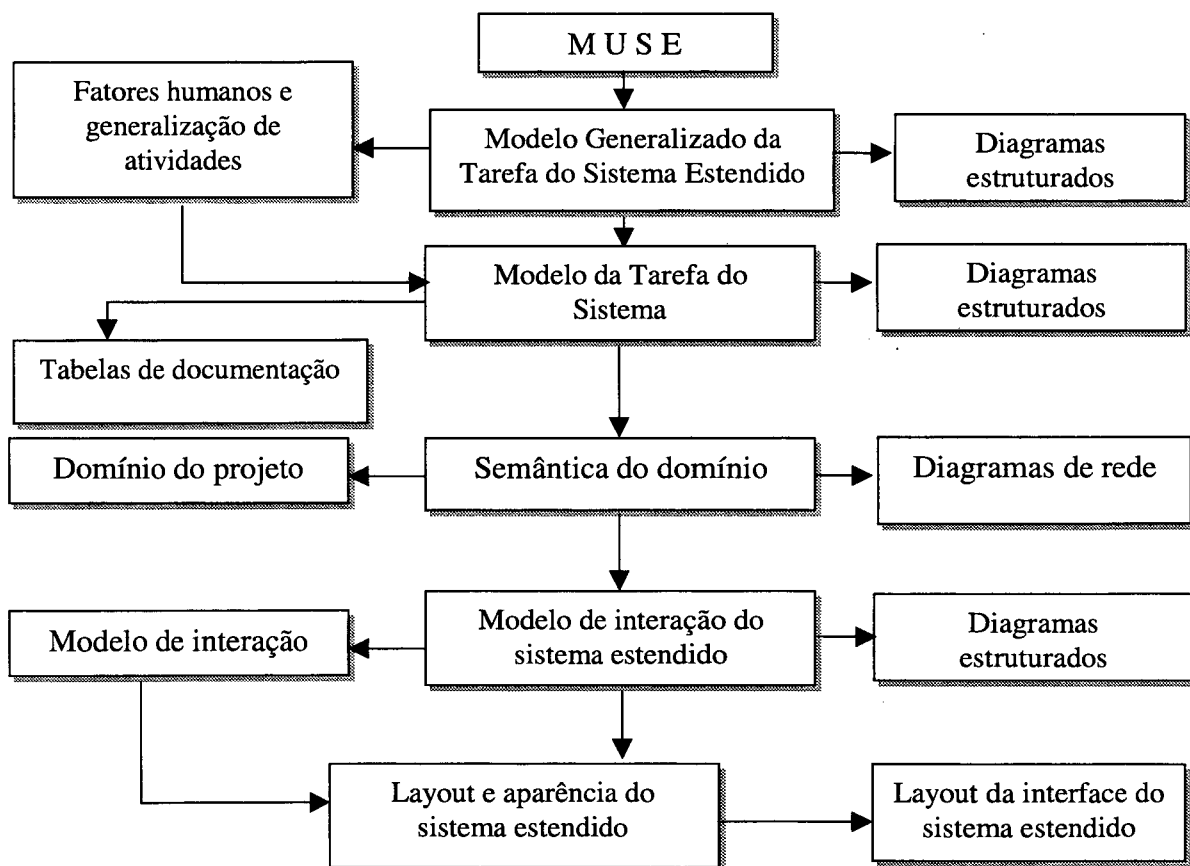 M U S E
Fatores humanos e
generalização de
atividades
Modelo Generalizado da
Tarefa do Sistema Estendido
Diagramas
estruturados
Modelo da Tarefa do
Sistema
Diagramas
estruturados
Tabelas de documentação
Domínio do projeto
Semântica do domínio
Diagramas de rede
Modelo de interação
Modelo de interação do
sistema estendido
Diagramas
estruturados
Layout e aparência do
sistema estendido
Layout da interface do
sistema estendido